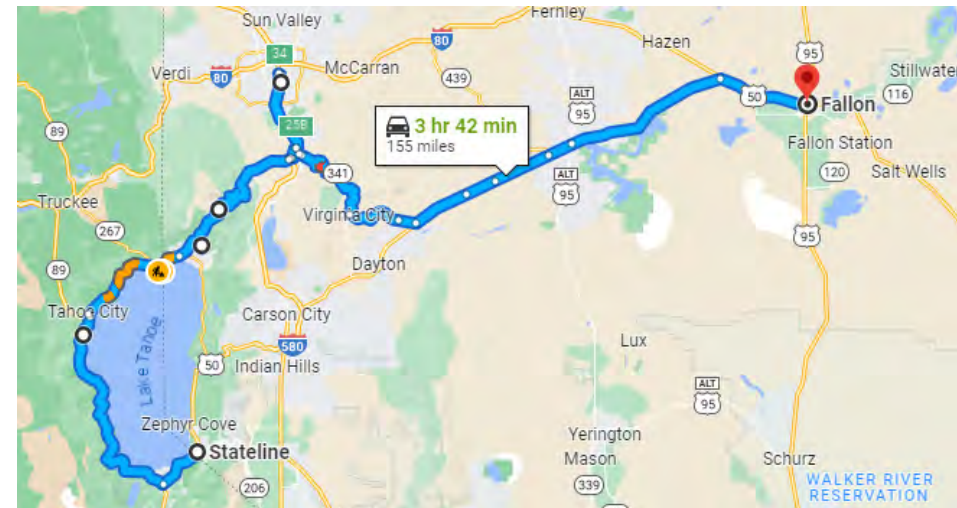 Sun Valley
Fernley
Hazen
Stillwater
Verdi
McCarran
34
80
80
439
95
50
116
Fallon
ALT
95
3 hr 42 min
155 miles
25B
Fallon Station
Salt Wells
89
341
120
ALT
95
Truckee
Virginia City
267
95
89
Dayton
Tahoe City
Carson City
580
Lake Tahoe
Lux
50
Indian Hills
ALT
95
Zephyr Cove
Stateline
Yerington
Mason
Schurz
206
339
WALKER RIVER
RESERVATION